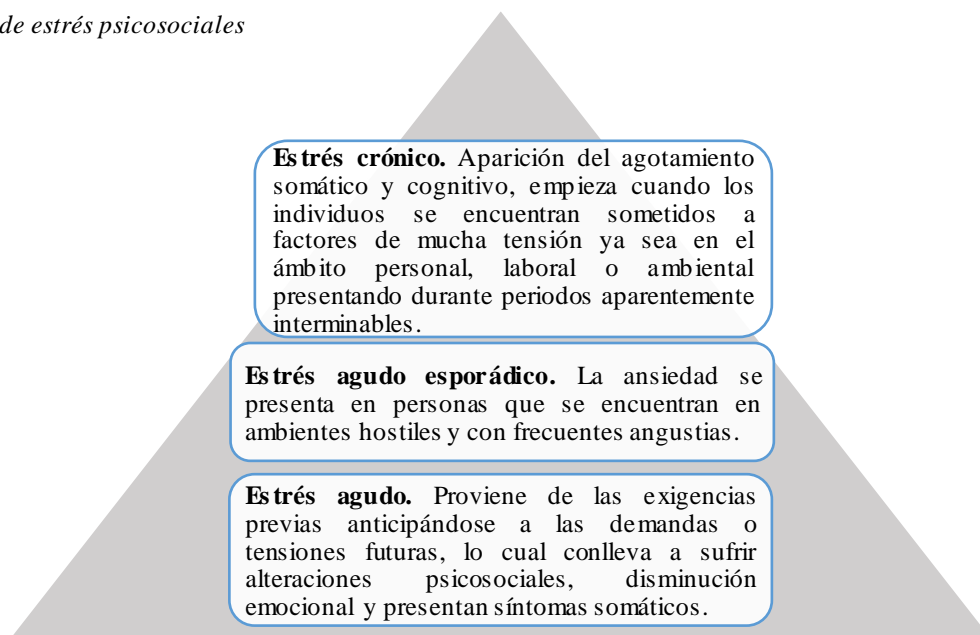 de estrés psicosociales
Estrés crónico. Aparición del agotamiento
somático y cognitivo, empieza cuando los
individuos se encuentran sometidos a
factores de mucha tensión ya sea en el
ámbito personal, laboral o ambiental
presentando durante periodos aparentemente
interminables.
Estrés agudo esporádico. La ansiedad se
presenta en personas que se encuentran en
ambientes hostiles y con frecuentes angustias.
Estrés agudo. Proviene de las exigencias
previas anticipándose a las demandas o
tensiones futuras, lo cual conlleva a sufrir
alteraciones psicosociales, disminución
emocional y presentan síntomas somáticos.